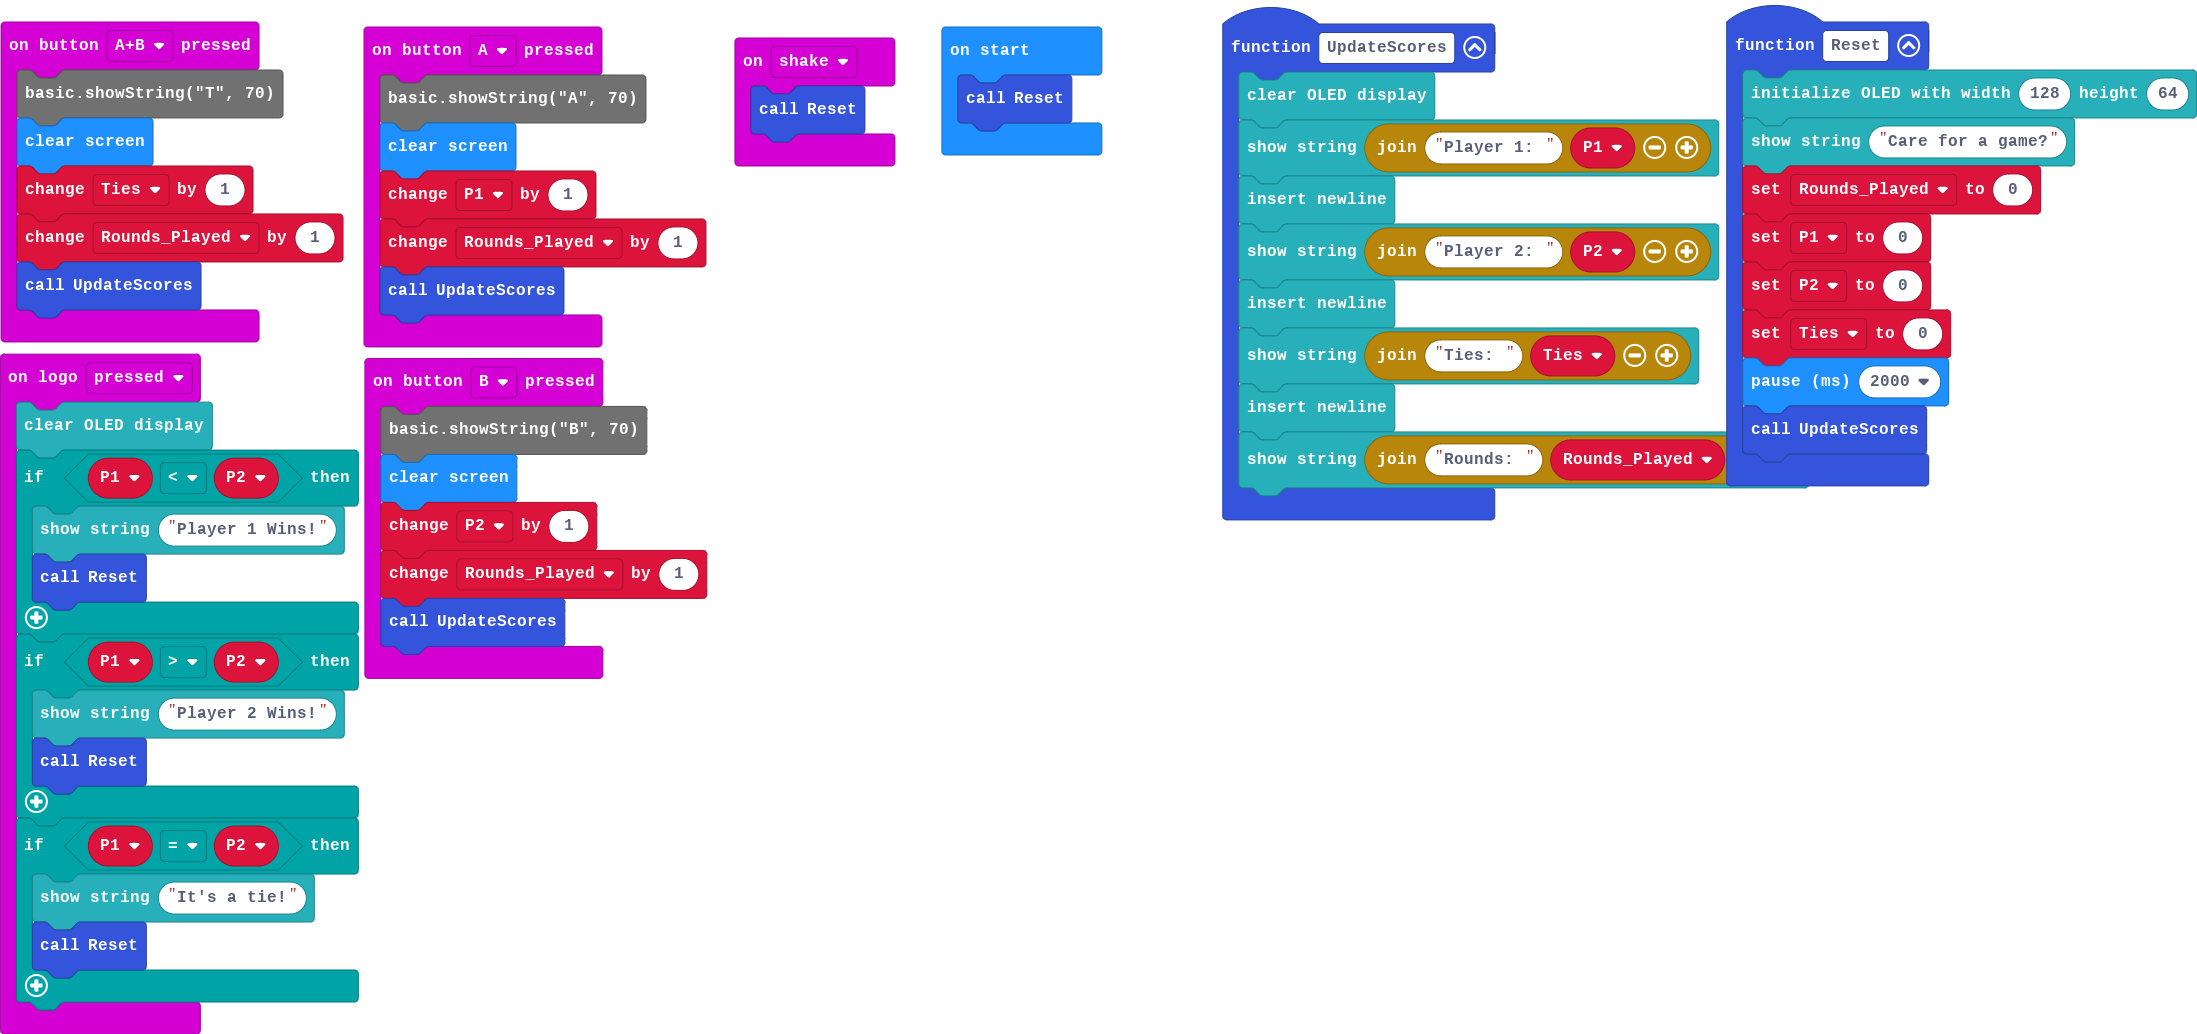 on button A+B pressed
basic.showString("T", 70)
clear screen
change Ties by 1
change Rounds_Played by 1
call UpdateScores
on logo pressed
clear OLED display
if P1 < P2 then
show string "Player 1 Wins!"
call Reset
if P1 > P2 then
show string "Player 2 Wins!"
call Reset
if P1 = P2 then
show string "It's a tie!"
call Reset
on button A pressed
basic.showString("A", 70)
clear screen
change P1 by 1
change Rounds_Played by 1
call UpdateScores
on button B pressed
basic.showString("B", 70)
clear screen
change P2 by 1
change Rounds_Played by 1
call UpdateScores
on shake
call Reset
on start
call Reset
function UpdateScores
clear OLED display
show string join "Player 1: " P1
insert newline
show string join "Player 2: " P2
insert newline
show string join "Ties: " Ties
insert newline
show string join "Rounds: " Rounds_Played
function Reset
initialize OLED with width 128 height 64
show string "Care for a game?"
set Rounds_Played to 0
set P1 to 0
set P2 to 0
set Ties to 0
pause (ms) 2000
call UpdateScores